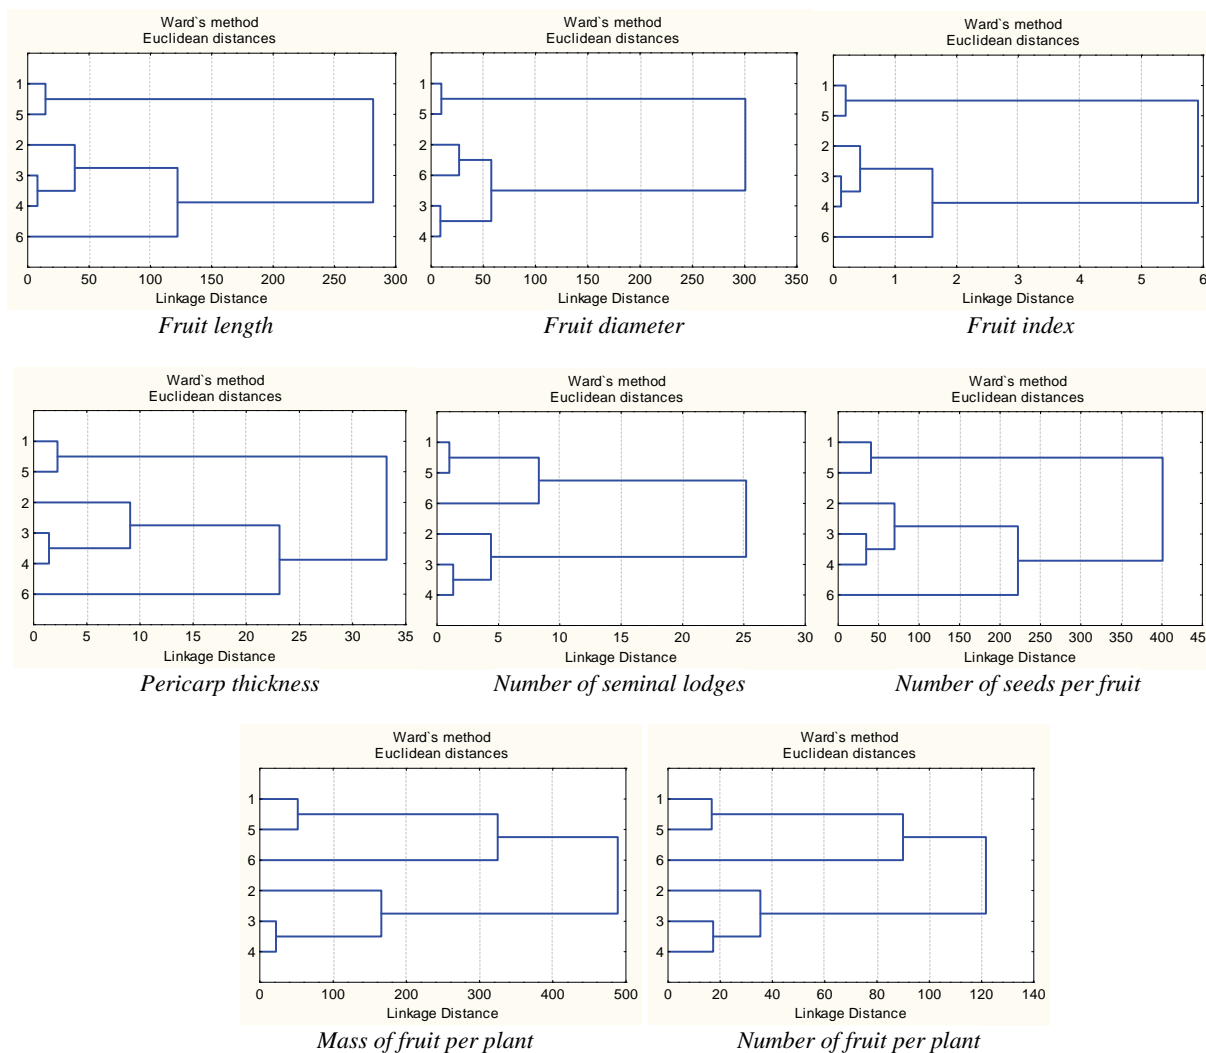 Ward`s method
Euclidean distances
1
5
2
3
4
6
0 50 100 150 200 250 300
Linkage Distance
Fruit length
Ward`s method
Euclidean distances
1
5
2
6
3
4
0 50 100 150 200 250 300 350
Linkage Distance
Fruit diameter
Ward`s method
Euclidean distances
1
5
2
3
4
6
0 1 2 3 4 5 6
Linkage Distance
Fruit index
Ward`s method
Euclidean distances
1
5
2
3
4
6
0 5 10 15 20 25 30 35
Linkage Distance
Pericarp thickness
Ward`s method
Euclidean distances
1
5
6
2
3
4
0 5 10 15 20 25 30
Linkage Distance
Number of seminal lodges
Ward`s method
Euclidean distances
1
5
2
3
4
6
0 50 100 150 200 250 300 350 400 45
Linkage Distance
Number of seeds per fruit
Ward`s method
Euclidean distances
1
5
6
2
3
4
0 100 200 300 400 500
Linkage Distance
Mass of fruit per plant
Ward`s method
Euclidean distances
1
5
6
2
3
4
0 20 40 60 80 100 120 140
Linkage Distance
Number of fruit per plant